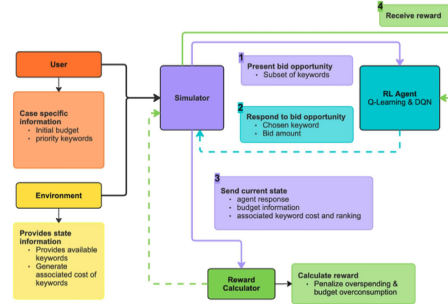 4
Receive reward
User
Case specific
information
• Initial budget
• priority keywords
Environment
Provides state
information
• Provides available
keywords
• Generate
associated cost of
keywords
Simulator
1
Present bid opportunity
• Subset of keywords
2
Respond to bid opportunity
• Chosen keyword
• Bid amount
RL Agent
Q-Learning & DQN
3
Send current state
• agent response
• budget information
• associated keyword cost and ranking
Reward
Calculator
Calculate reward
• Penalize overspending &
budget overconsumption